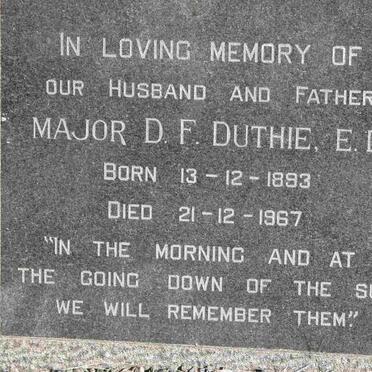 IN LOVING MEMORY OF
OUR HUSBAND AND FATHER
MAJOR D. F. DUTHIE, E.
BORN 13-12-1893
DIED 21-12-1967
"IN THE MORNING AND AT
THE GOING DOWN OF THE
WE WILL REMEMBER THEM."